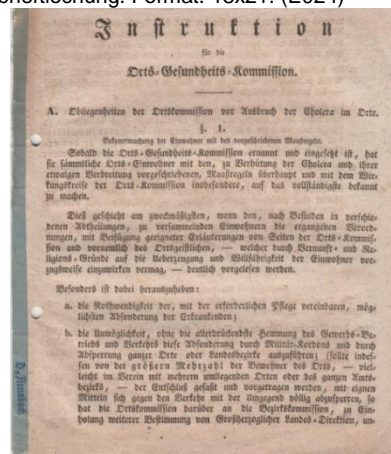 Instruktion
für die
Orts-Gesundheits-Kommission.
A. Obliegenheiten der Ortskommission vor Ausbruch der Cholera im Orte.
§. 1.
Bekanntmachung der Einwohner mit den vorgeschriebenen Maasregeln.
Sobald die Orts-Gesundheits-Kommission ernannt und eingesetzt ist, hat
sie sämmtliche Orts-Einwohner mit den, zu Verhütung der Cholera und ihrer
etwaigen Verbreitung vorgeschriebenen, Maasregeln überhaupt und mit dem Wir-
kungskreise der Orts-Kommission insbesondere, auf das vollständigste bekannt
zu machen.
Dieß geschieht am zweckmäßigsten, wenn den, nach Befinden in verschie-
denen Abtheilungen, zu versammelnden Einwohnern die ergangenen Verord-
nungen, mit Beifügung geeigneter Erläuterungen von Seiten der Orts-Kommis-
sion und vornemlich des Ortsgeistlichen, — welcher durch Vernunft- und Re-
ligions-Gründe auf die Ueberzeugung und Willfährigkeit der Einwohner vor-
zugsweise einzuwirken vermag, — deutlich vorgelesen werden.
Besonders ist dabei herauszuheben:
a. die Nothwendigkeit der, mit der erforderlichen Pflege vereinbaren, mög-
lichsten Absonderung der Erkrankenden;
b. die Unmöglichkeit, ohne die allerdrückendste Hemmung des Gewerbs-Be-
triebs und Verkehrs diese Absonderung durch Militär-Kordons und durch
Absperrung ganzer Orte oder Landesbezirke auszuführen; (sollte indes-
sen von der größern Mehrzahl der Bewohner des Orts, — viel-
leicht im Verein mit mehrern umliegenden Orten oder des ganzen Amts-
bezirks, — der Entschluß gefaßt und vorgetragen werden, mit eignen
Mitteln sich gegen den Verkehr mit der Umgegend völlig abzusperren, so
hat die Ortskommission darüber an die Bezirkskommission, zu Ein-
holung weiterer Bestimmung von Großherzoglicher Landes-Direktion, un-